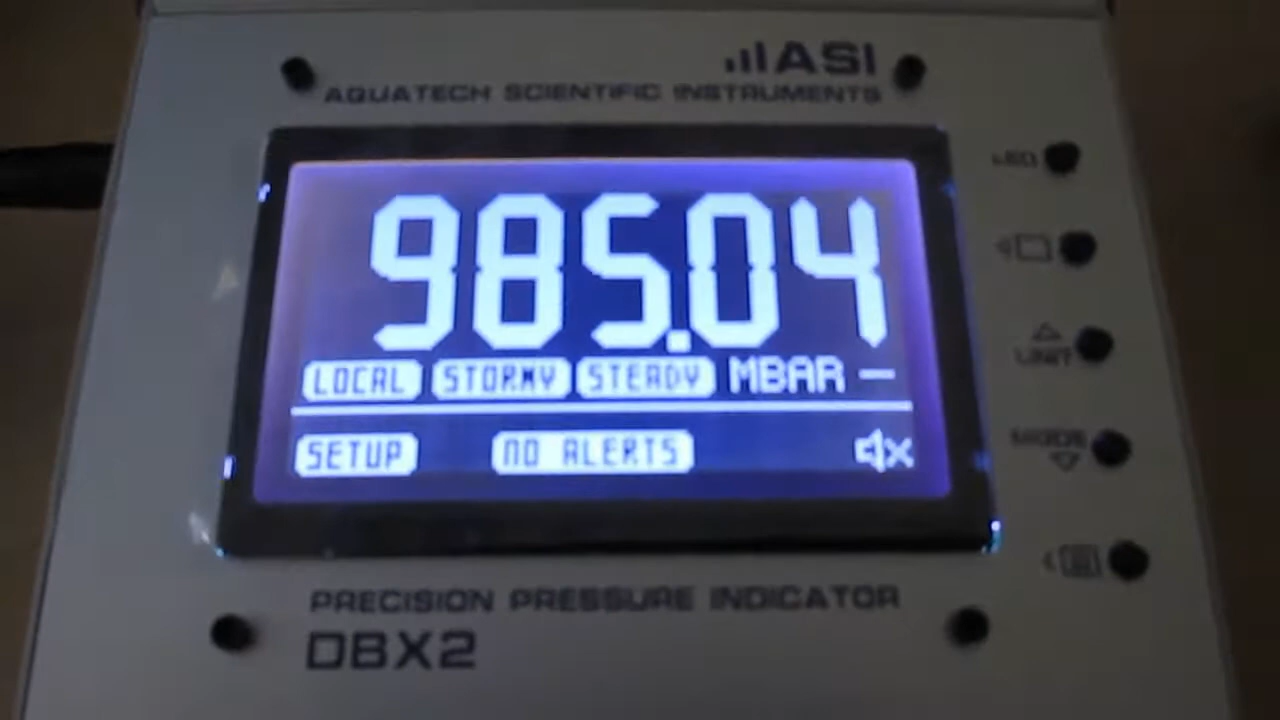 ASI
AQUATECH SCIENTIFIC INSTRUMENTS
LED
985.04
LOCAL STORMY STEADY MBAR –
UNIT
SETUP NO ALERTS
MODE
PRECISION PRESSURE INDICATOR
DBX2